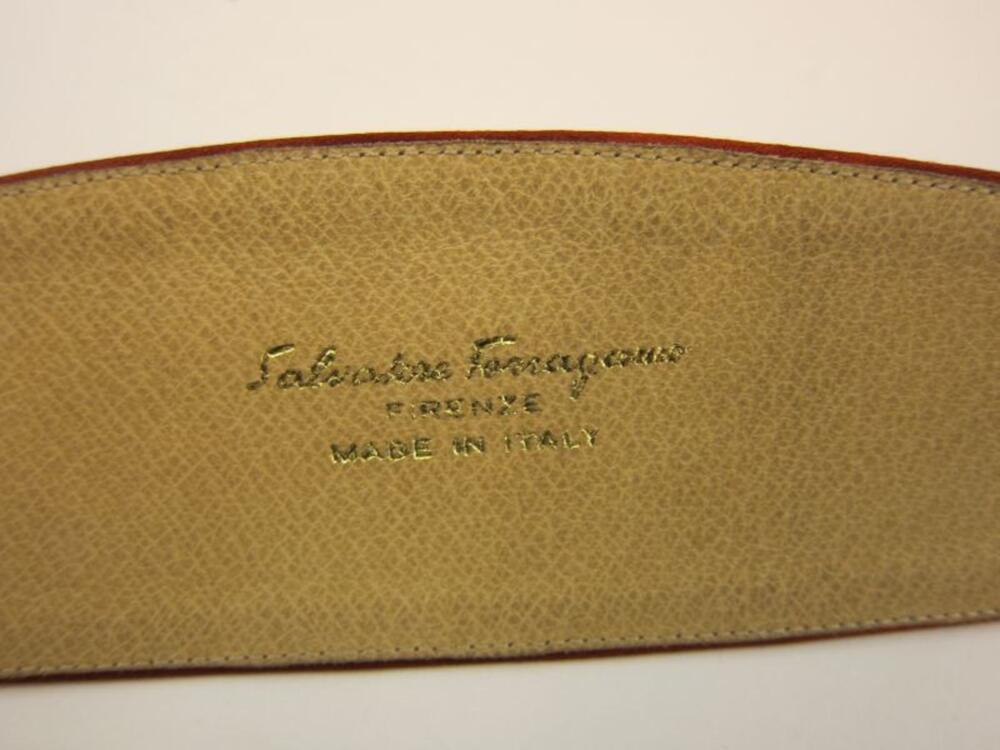 Salvatore Ferragamo
FIRENZE
MADE IN ITALY